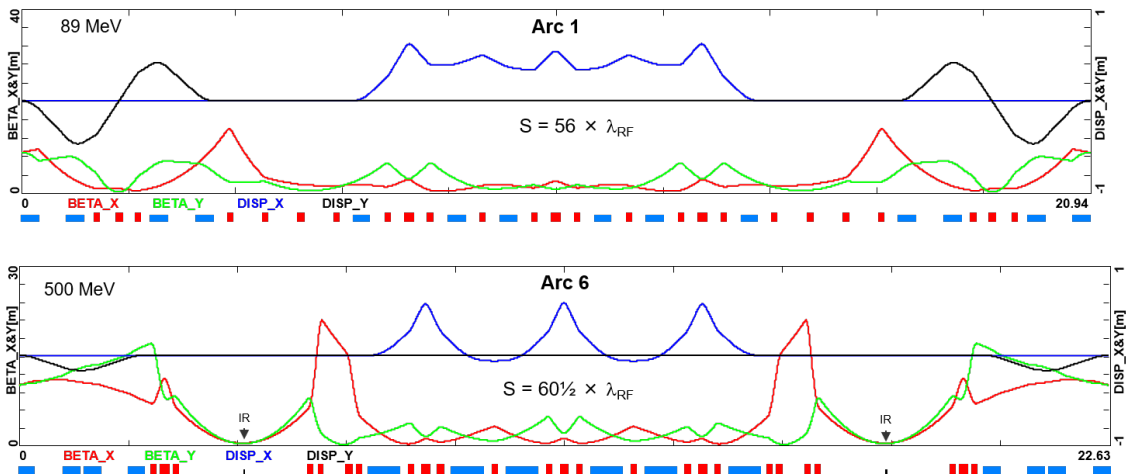 40
89 MeV
Arc 1
1
BETA_X&Y[m]
DISP_X&Y[m]
S = 56 × λRF
0
-1
0 BETA_X BETA_Y DISP_X DISP_Y 20.94
30
500 MeV
Arc 6
1
BETA_X&Y[m]
DISP_X&Y[m]
S = 60½ × λRF
IR
IR
0
-1
0 BETA_X BETA_Y DISP_X DISP_Y 22.63